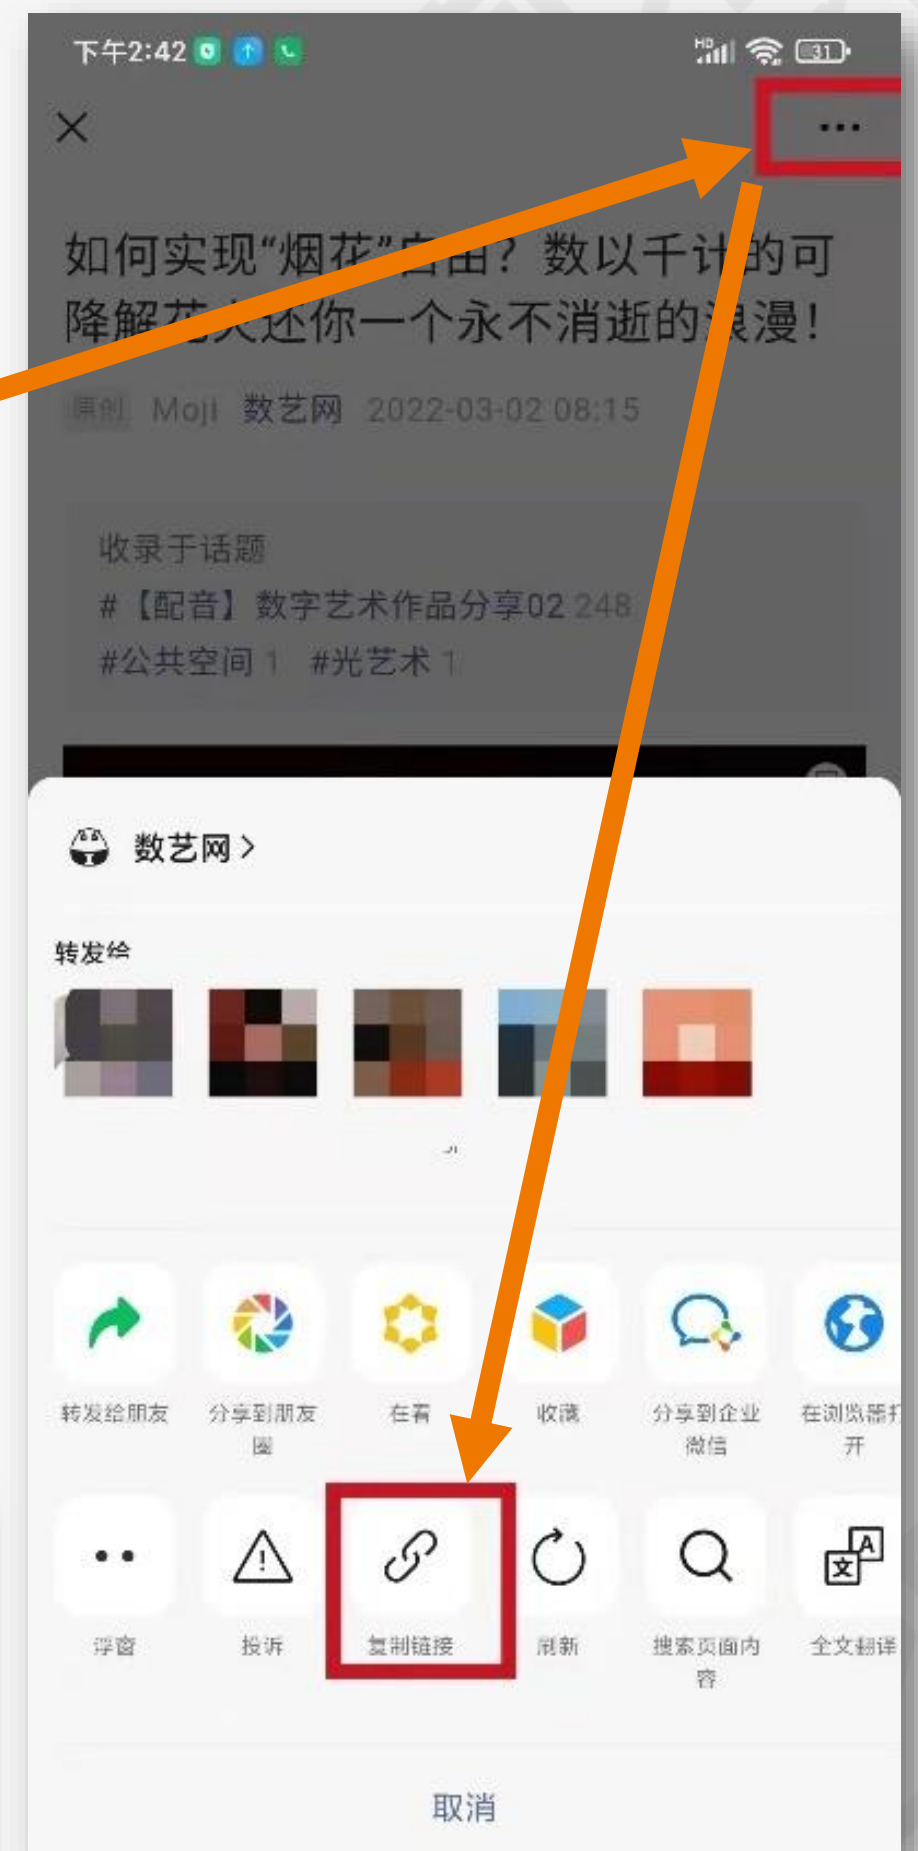 下午2:42
HD
31
如何实现“烟花”自由？数以千计的可
降解花火还你一个永不消逝的浪漫！
原创 Moji 数艺网 2022-03-02 08:15
收录于话题
#【配音】数字艺术作品分享02 248
#公共空间 1 #光艺术 1
数艺网
转发给
转发给朋友
分享到朋友
圈
在看
收藏
分享到企业
微信
在浏览器打
开
浮窗
投诉
复制链接
刷新
搜索页面内
容
A
文
全文翻译
取消